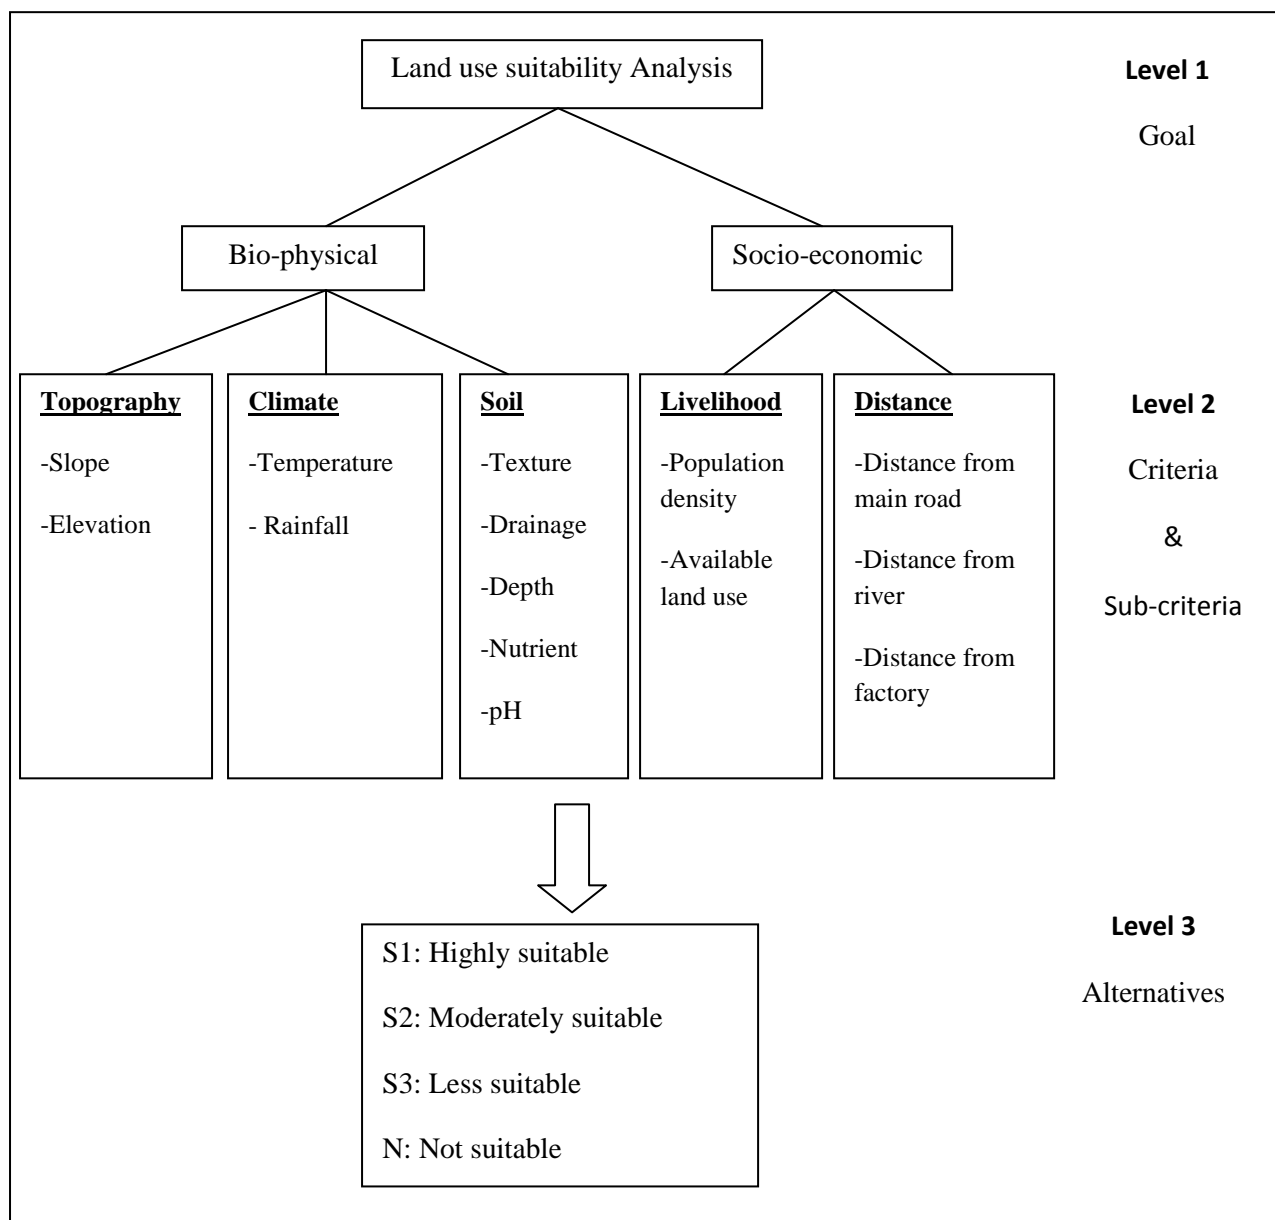 Land use suitability Analysis
Level 1
Goal
Bio-physical
Socio-economic
Topography
-Slope
-Elevation
Climate
-Temperature
- Rainfall
Soil
-Texture
-Drainage
-Depth
-Nutrient
-pH
Livelihood
-Population
density
-Available
land use
Distance
-Distance from
main road
-Distance from
river
-Distance from
factory
Level 2
Criteria
&
Sub-criteria
S1: Highly suitable
S2: Moderately suitable
S3: Less suitable
N: Not suitable
Level 3
Alternatives